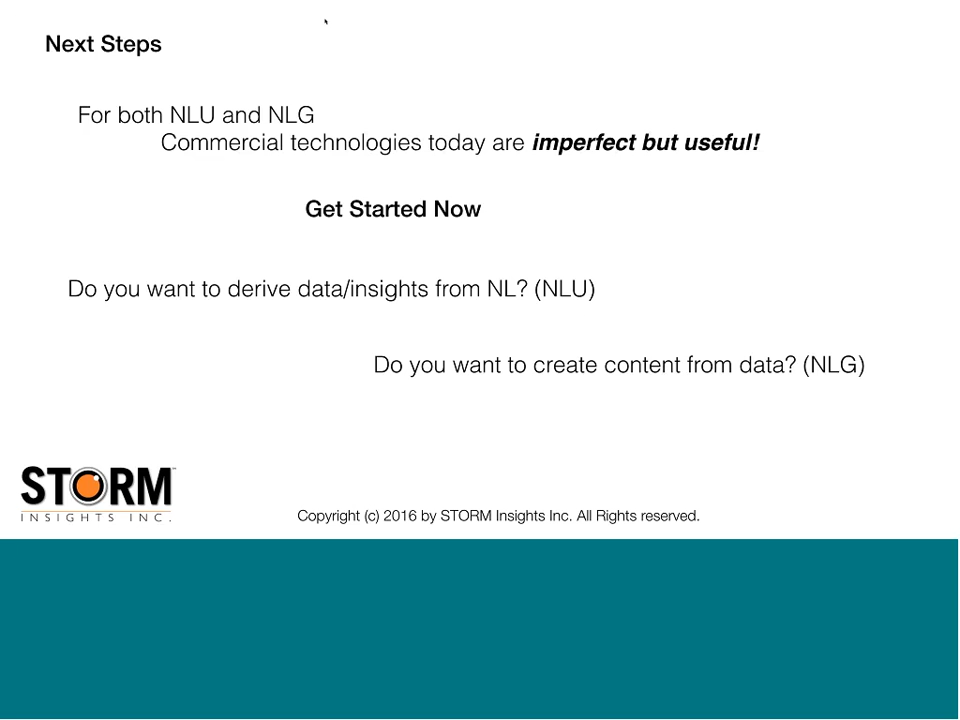 Next Steps
For both NLU and NLG
Commercial technologies today are imperfect but useful!
Get Started Now
Do you want to derive data/insights from NL? (NLU)
Do you want to create content from data? (NLG)
STORM
INSIGHTS INC.
Copyright (c) 2016 by STORM Insights Inc. All Rights reserved.